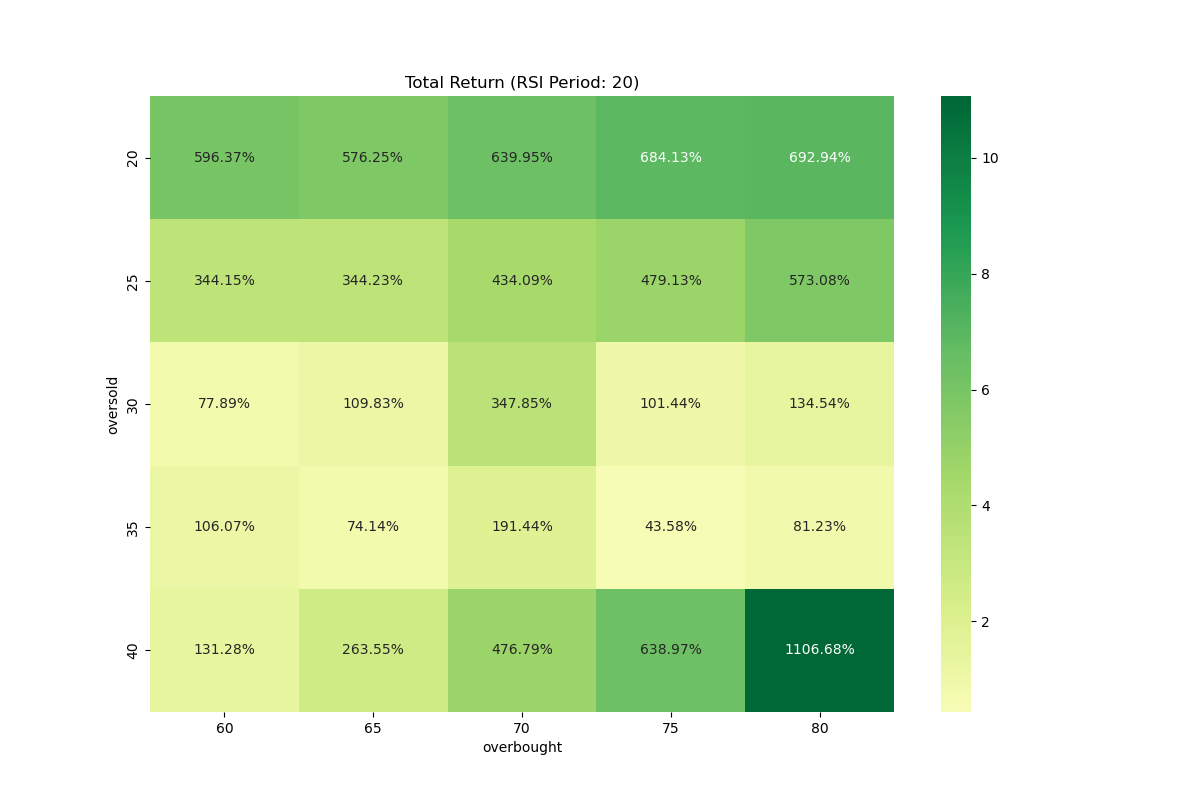 Total Return (RSI Period: 20)
20 596.37% 576.25% 639.95% 684.13% 692.94%
25 344.15% 344.23% 434.09% 479.13% 573.08%
oversold
30 77.89% 109.83% 347.85% 101.44% 134.54%
35 106.07% 74.14% 191.44% 43.58% 81.23%
40 131.28% 263.55% 476.79% 638.97% 1106.68%
60 65 70 75 80
overbought
10
8
6
4
2